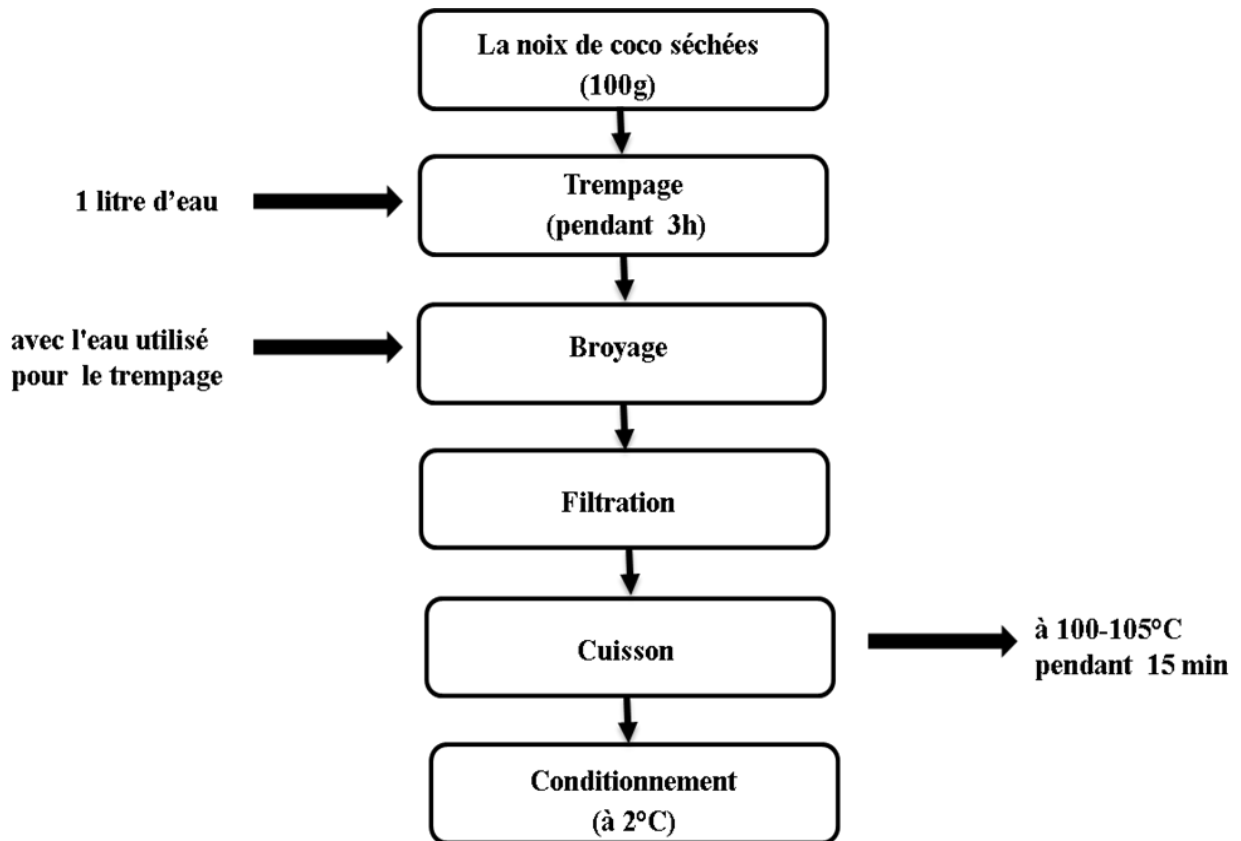 La noix de coco séchées
(100g)
1 litre d'eau
Trempage
(pendant 3h)
avec l'eau utilisé
pour le trempage
Broyage
Filtration
Cuisson
à 100-105°C
pendant 15 min
Conditionnement
(à 2°C)